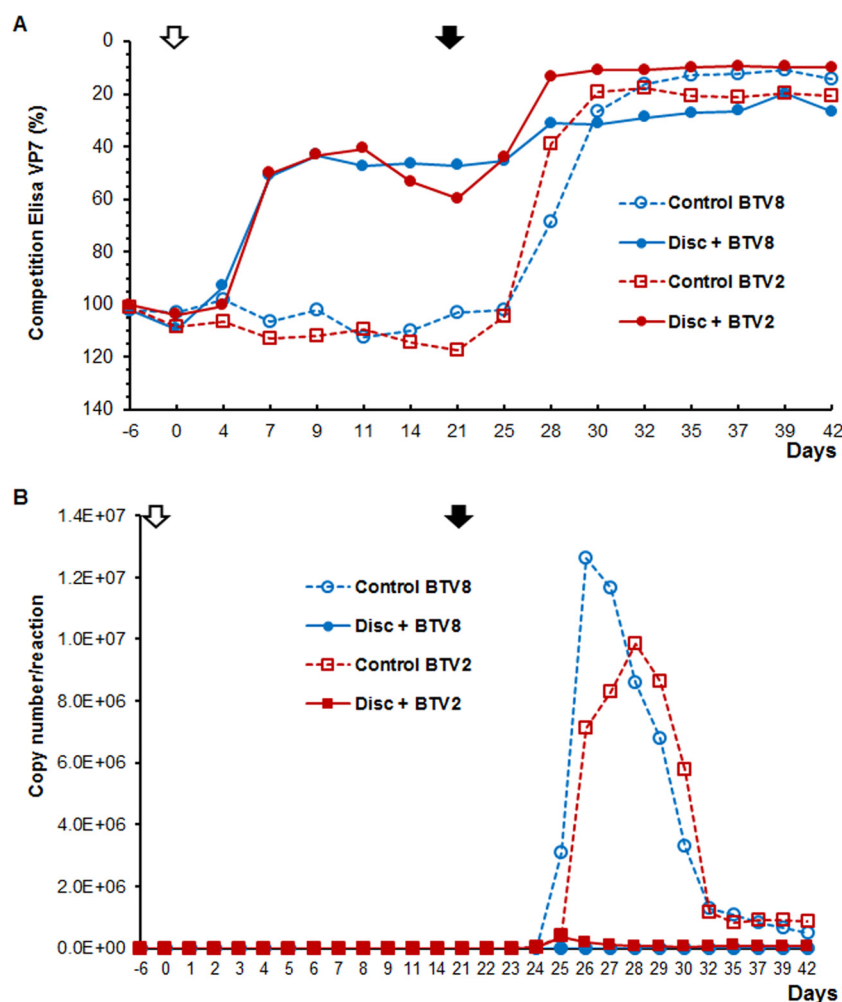 A
Competition Elisa VP7 (%)
0
20
40
60
80
100
120
140
-6 0 4 7 9 11 14 21 25 28 30 32 35 37 39 42
Days
Control BTV8
Disc + BTV8
Control BTV2
Disc + BTV2
B
Copy number/reaction
1.4E+07
1.2E+07
1.0E+07
8.0E+06
6.0E+06
4.0E+06
2.0E+06
0.0E+00
-6 0 1 2 3 4 5 6 7 9 11 14 21 22 23 24 25 26 27 28 29 30 32 35 37 39 42
Days
Control BTV8
Disc + BTV8
Control BTV2
Disc + BTV2